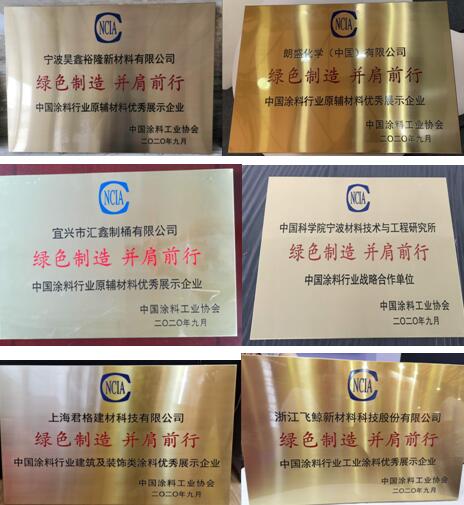 NCIA
宁波昊鑫裕隆新材料有限公司
绿色制造 并肩前行
中国涂料行业原辅材料优秀展示企业
中国涂料工业协会
二〇二〇年九月
NCIA
朗盛化学（中国）有限公司
绿色制造 并肩前行
中国涂料行业原辅材料优秀展示企业
中国涂料工业协会
二〇二〇年九月
NCIA
宜兴市汇鑫制桶有限公司
绿色制造 并肩前行
中国涂料行业原辅材料优秀展示企业
中国涂料工业协会
二〇二〇年九月
NCIA
中国科学院宁波材料技术与工程研究所
绿色制造 并肩前行
中国涂料行业战略合作单位
中国涂料工业协会
二〇二〇年九月
NCIA
上海君格建材科技有限公司
绿色制造 并肩前行
中国涂料行业建筑及装饰类涂料优秀展示企业
中国涂料工业协会
二〇二〇年九月
NCIA
浙江飞鲸新材料科技股份有限公司
绿色制造 并肩前行
中国涂料行业工业涂料优秀展示企业
中国涂料工业协会
二〇二〇年九月